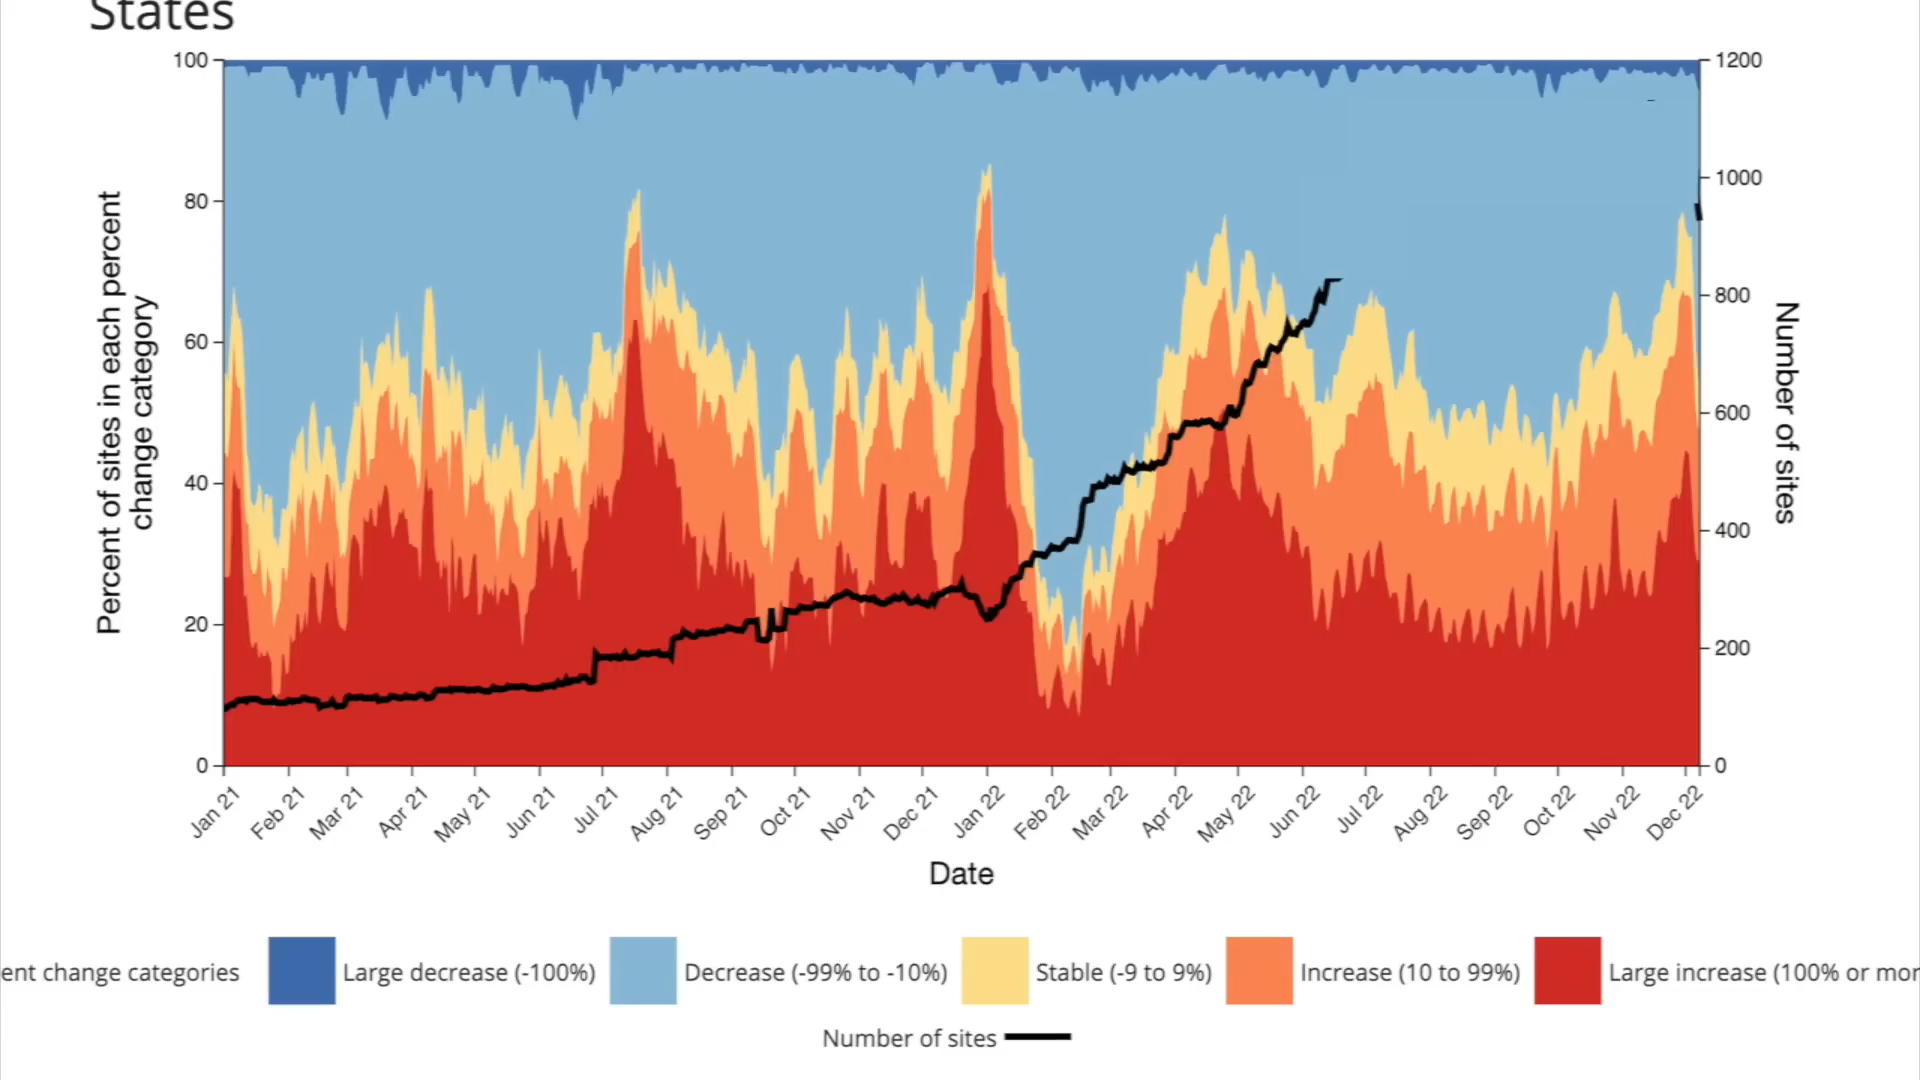 States
100
80
60
40
20
0
1200
1000
800
600
400
200
0
Percent of sites in each percent
change category
Number of sites
Jan 21
Feb 21
Mar 21
Apr 21
May 21
Jun 21
Jul 21
Aug 21
Sep 21
Oct 21
Nov 21
Dec 21
Jan 22
Feb 22
Mar 22
Apr 22
May 22
Jun 22
Jul 22
Aug 22
Sep 22
Oct 22
Nov 22
Dec 22
Date
ent change categories Large decrease (-100%) Decrease (-99% to -10%) Stable (-9 to 9%) Increase (10 to 99%) Large increase (100% or mor
Number of sites